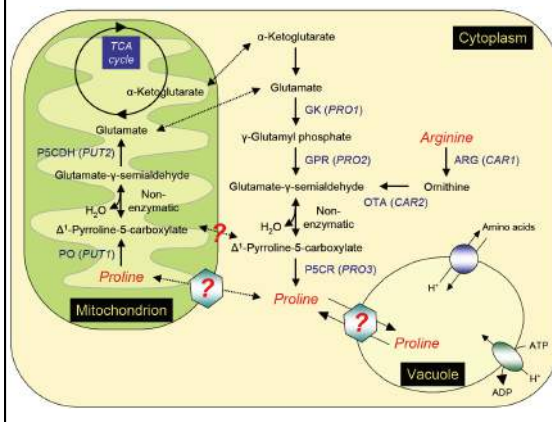 TCA
cycle
α-Ketoglutarate
Glutamate
P5CDH (PUT2)
Glutamate-γ-semialdehyde
Non-
enzymatic
H₂O
Δ¹-Pyrroline-5-carboxylate
PO (PUT1)
Proline
Mitochondrion
?
?
α-Ketoglutarate
Glutamate
GK (PRO1)
γ-Glutamyl phosphate
GPR (PRO2)
Glutamate-γ-semialdehyde
Non-
enzymatic
H₂O
Δ¹-Pyrroline-5-carboxylate
P5CR (PRO3)
Proline
Cytoplasm
Arginine
ARG (CAR1)
Ornithine
OTA (CAR2)
Amino acids
H⁺
?
Proline
ATP
H⁺
ADP
Vacuole